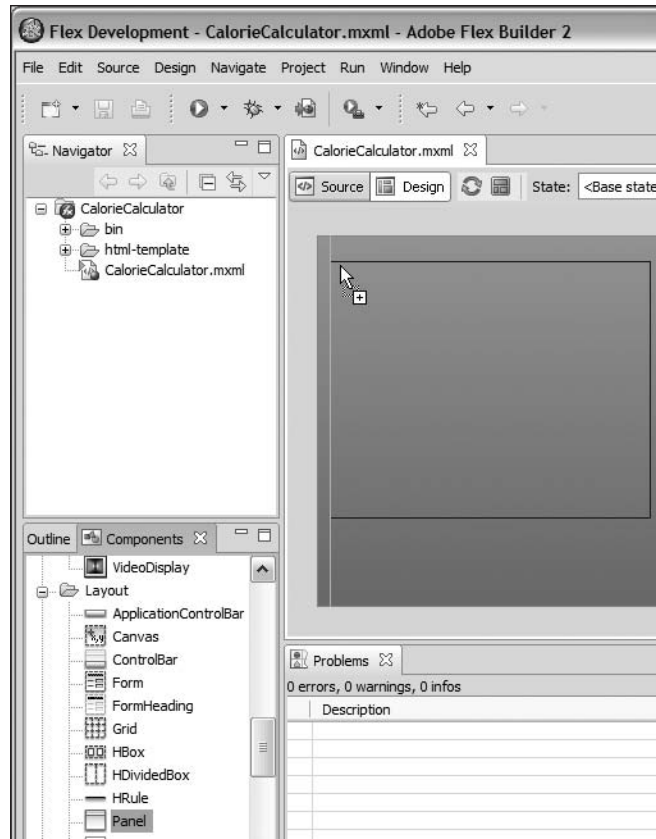 Flex Development - CalorieCalculator.mxml - Adobe Flex Builder 2
File Edit Source Design Navigate Project Run Window Help
Navigator
CalorieCalculator
bin
html-template
CalorieCalculator.mxml
CalorieCalculator.mxml
Source Design State: <Base state
Outline Components
VideoDisplay
Layout
ApplicationControlBar
Canvas
ControlBar
Form
FormHeading
Grid
HBox
HDividedBox
HRule
Panel
Problems
0 errors, 0 warnings, 0 infos
Description